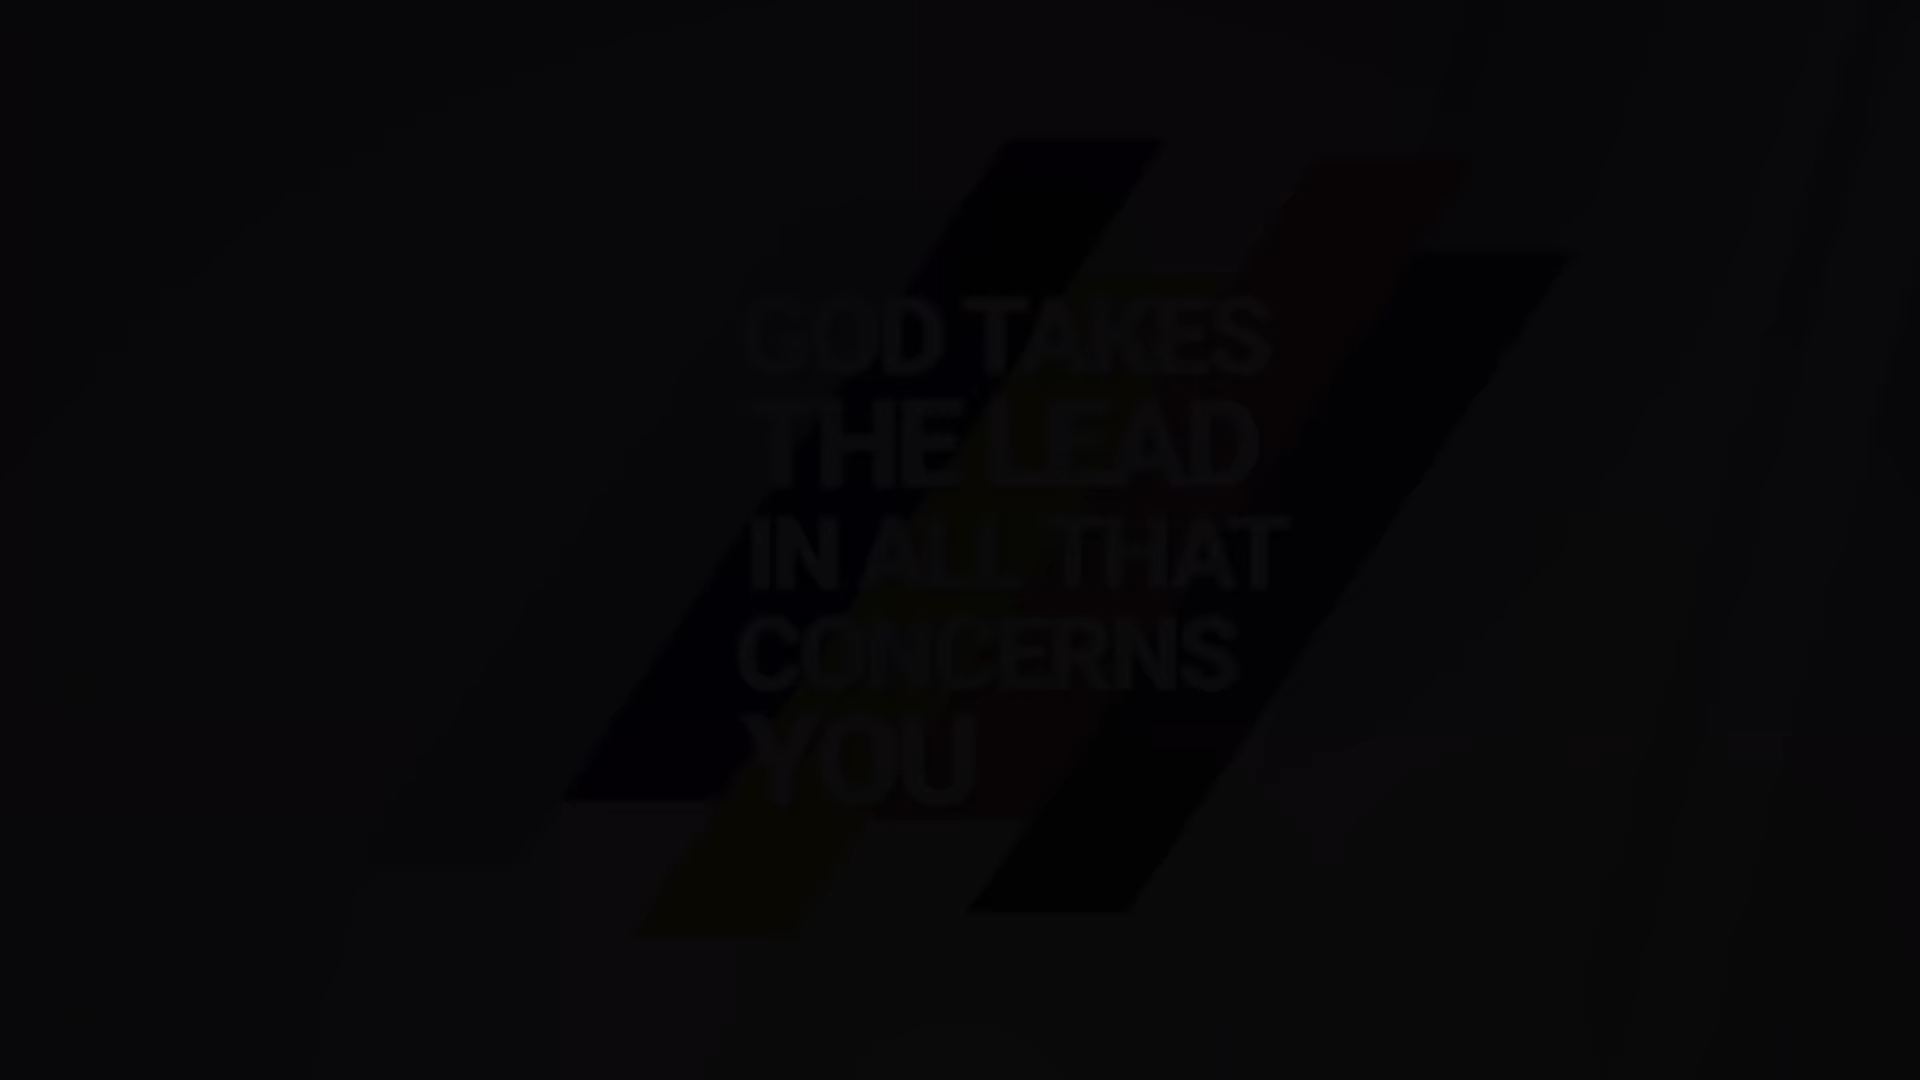 GOD TAKES
THE LEAD
IN ALL THAT
CONCERNS
YOU